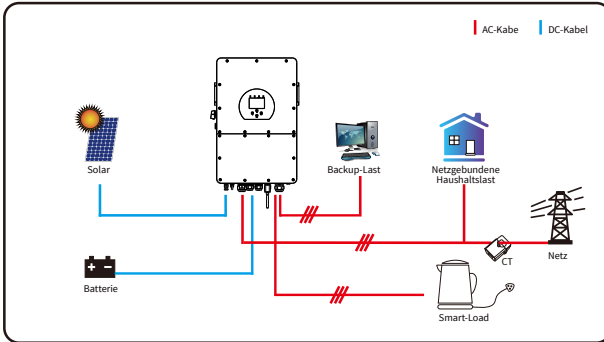 AC-Kabe
DC-Kabel
Solar
Backup-Last
Netzgebundene
Haushaltslast
Netz
CT
Batterie
Smart-Load